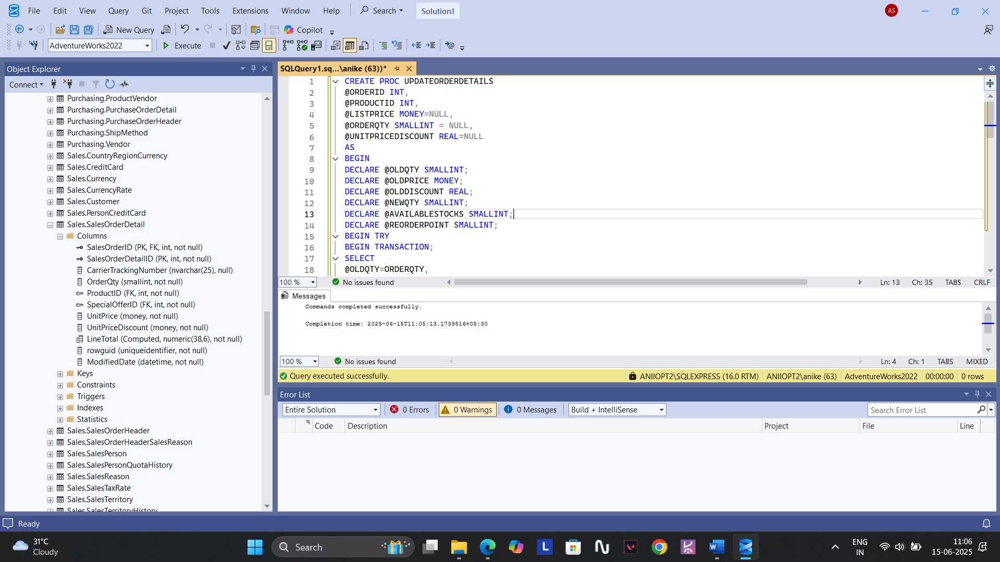 File Edit View Query Git Project Tools Extensions Window Help Search Solution1 AS
New Query Copilot
AdventureWorks2022 Execute
Object Explorer
Connect
Purchasing.ProductVendor
Purchasing.PurchaseOrderDetail
Purchasing.PurchaseOrderHeader
Purchasing.ShipMethod
Purchasing.Vendor
Sales.CountryRegionCurrency
Sales.CreditCard
Sales.Currency
Sales.CurrencyRate
Sales.Customer
Sales.PersonCreditCard
Sales.SalesOrderDetail
Columns
SalesOrderID (PK, FK, int, not null)
SalesOrderDetailID (PK, int, not null)
CarrierTrackingNumber (nvarchar(25), null)
OrderQty (smallint, not null)
ProductID (FK, int, not null)
SpecialOfferID (FK, int, not null)
UnitPrice (money, not null)
UnitPriceDiscount (money, not null)
LineTotal (Computed, numeric(38,6), not null)
rowguid (uniqueidentifier, not null)
ModifiedDate (datetime, not null)
Keys
Constraints
Triggers
Indexes
Statistics
Sales.SalesOrderHeader
Sales.SalesOrderHeaderSalesReason
Sales.SalesPerson
Sales.SalesPersonQuotaHistory
Sales.SalesReason
Sales.SalesTaxRate
Sales.SalesTerritory
Sales.SalesTerritoryHistory
SQLQuery1.sq...\anike (63))*
1 CREATE PROC UPDATEORDERDETAILS
2 @ORDERID INT,
3 @PRODUCTID INT,
4 @LISTPRICE MONEY=NULL,
5 @ORDERQTY SMALLINT = NULL,
6 @UNITPRICEDISCOUNT REAL=NULL
7 AS
8 BEGIN
9 DECLARE @OLDQTY SMALLINT;
10 DECLARE @OLDPRICE MONEY;
11 DECLARE @OLDDISCOUNT REAL;
12 DECLARE @NEWQTY SMALLINT;
13 DECLARE @AVAILABLESTOCKS SMALLINT;
14 DECLARE @REORDERPOINT SMALLINT;
15 BEGIN TRY
16 BEGIN TRANSACTION;
17 SELECT
18 @OLDQTY=ORDERQTY,
100 % No issues found Ln: 13 Ch: 35 TABS CRLF
Messages
Commands completed successfully.
Completion time: 2025-06-15T11:05:13.1739516+05:30
100 % No issues found Ln: 4 Ch: 1 TABS MIXED
Query executed successfully. ANIIOPT2\SQLEXPRESS (16.0 RTM) ANIIOPT2\anike (63) AdventureWorks2022 00:00:00 0 rows
Error List
Entire Solution 0 Errors 0 Warnings 0 Messages Build + IntelliSense Search Error List
Code Description Project File Line
Ready
31°C
Cloudy
Search
ENG
IN
11:06
15-06-2025